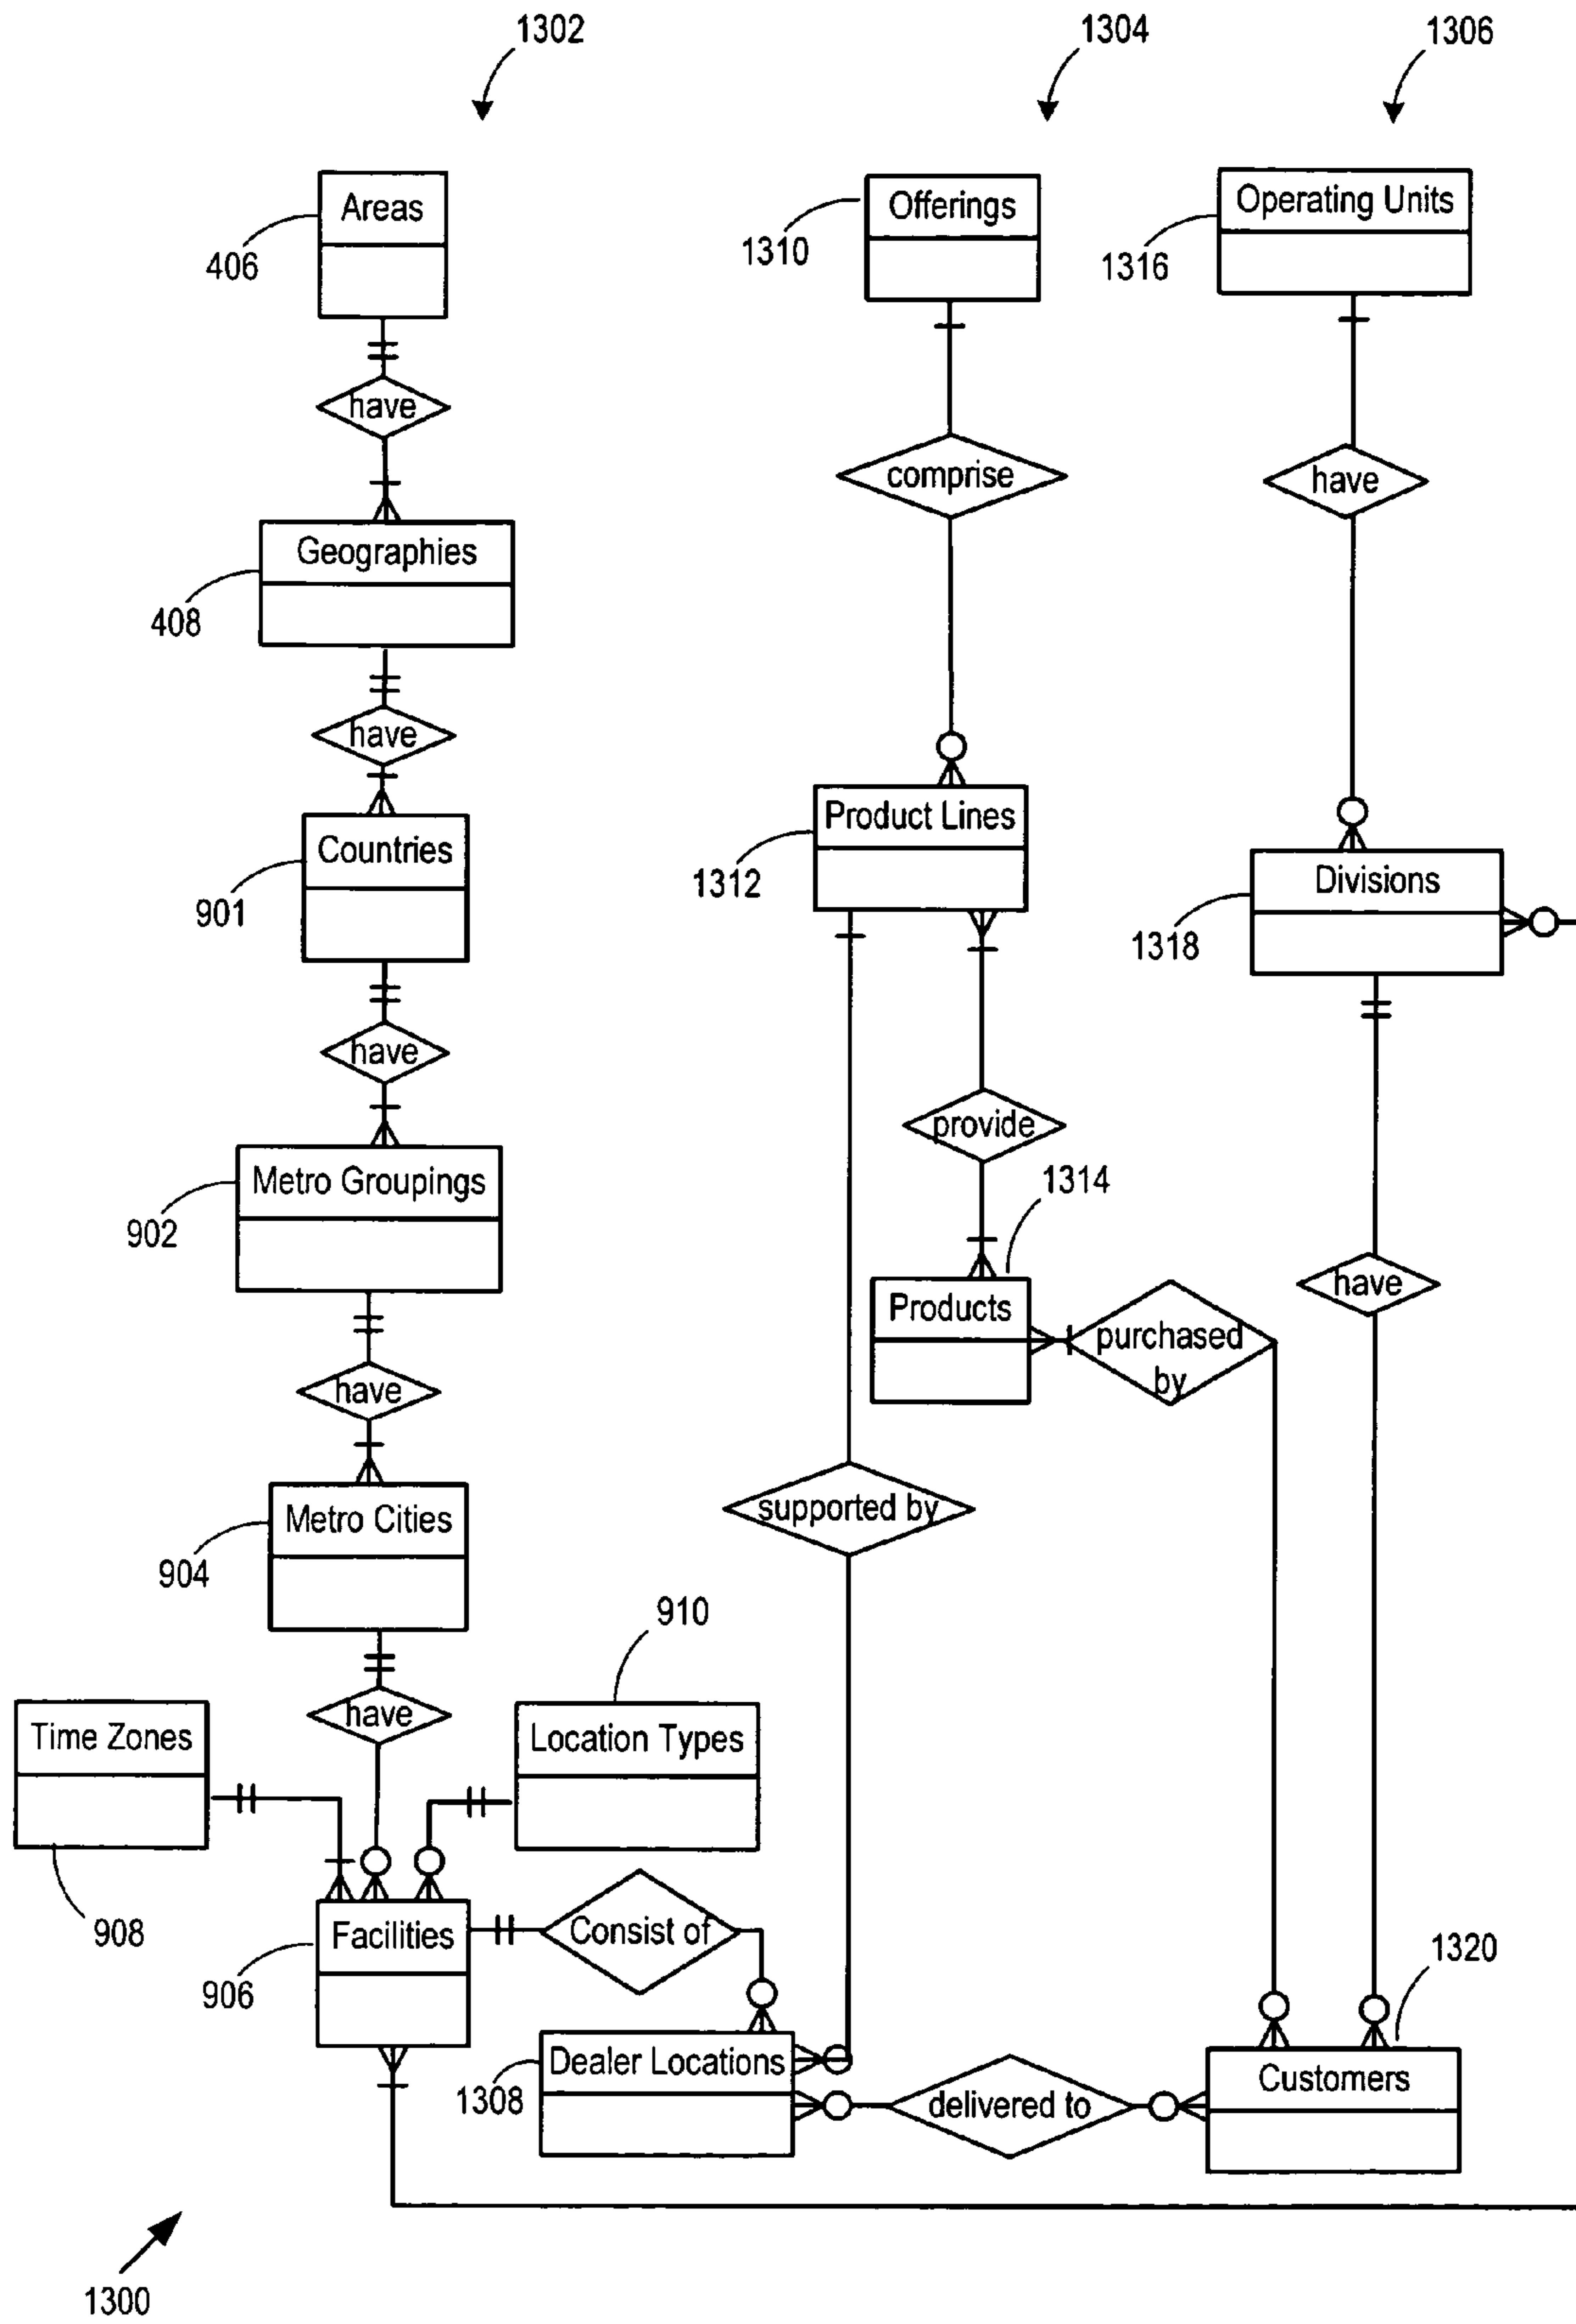 1302
1304
1306
Areas
406
Offerings
1310
Operating Units
1316
have
comprise
have
Geographies
408
have
Product Lines
1312
Countries
901
Divisions
1318
have
provide
Metro Groupings
902
1314
Products
purchased
by
have
have
Metro Cities
904
supported by
910
Time Zones
have
Location Types
908
Facilities
906
Consist of
1320
Dealer Locations
1308
delivered to
Customers
1300